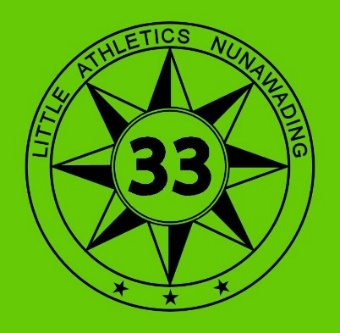 LITTLE ATHLETICS NUNAWADING
33